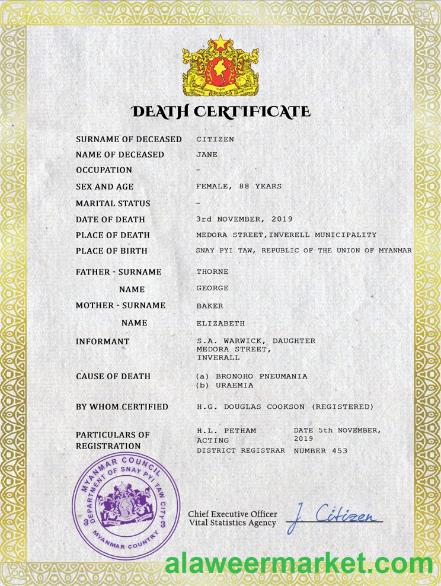 DEATH CERTIFICATE
SURNAME OF DECEASED CITIZEN
NAME OF DECEASED JANE
OCCUPATION –
SEX AND AGE FEMALE, 88 YEARS
MARITAL STATUS –
DATE OF DEATH 3rd NOVEMBER, 2019
PLACE OF DEATH MEDORA STREET,INVERELL MUNICIPALITY
PLACE OF BIRTH SNAY PYI TAW, REPUBLIC OF THE UNION OF MYANMAR
FATHER - SURNAME THORNE
NAME GEORGE
MOTHER - SURNAME BAKER
NAME ELIZABETH
INFORMANT S.A. WARWICK, DAUGHTER
MEDORA STREET,
INVERALL
CAUSE OF DEATH (a) BRONOHO PNEUMANIA
(b) URAEMIA
BY WHOM CERTIFIED H.G. DOUGLAS COOKSON (REGISTERED)
PARTICULARS OF H.L. PETHAM DATE 5th NOVEMBER,
REGISTRATION ACTING 2019
DISTRICT REGISTRAR NUMBER 453
MYANMAR COUNCIL
DEPARTMENT OF SNAY PYI TAW CITY
MYANMAR COUNTRY
Chief Executive Officer
Vital Statistics Agency J. Citizen
alaweermarket.com